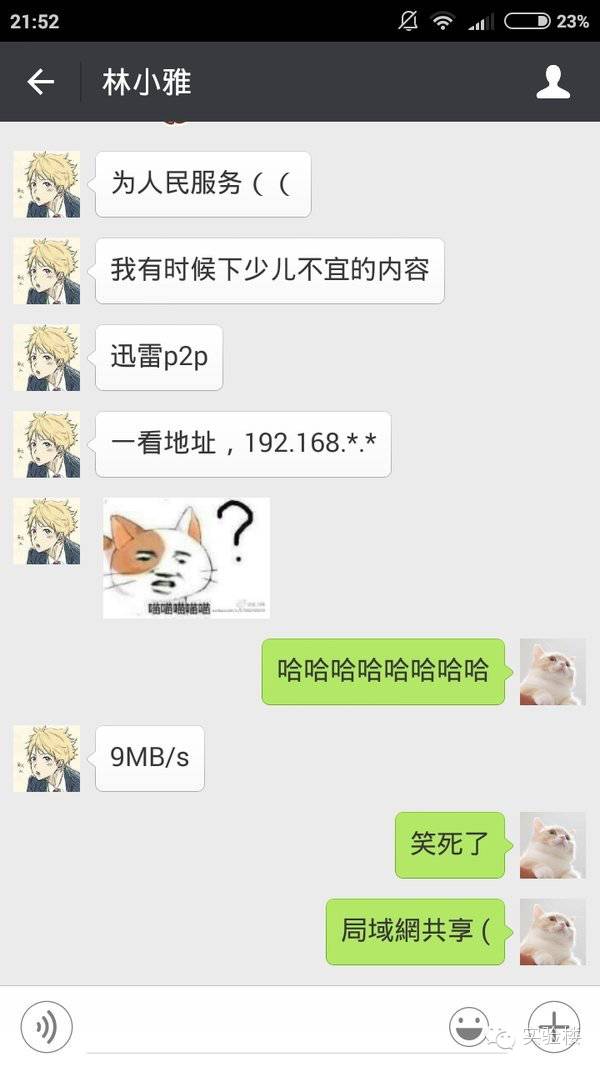 21:52
23%
林小雅
为人民服务（（
我有时候下少儿不宜的内容
迅雷p2p
一看地址，192.168.*.*
?
喵喵喵喵喵
哈哈哈哈哈哈哈哈
9MB/s
笑死了
局域網共享 (
实验楼